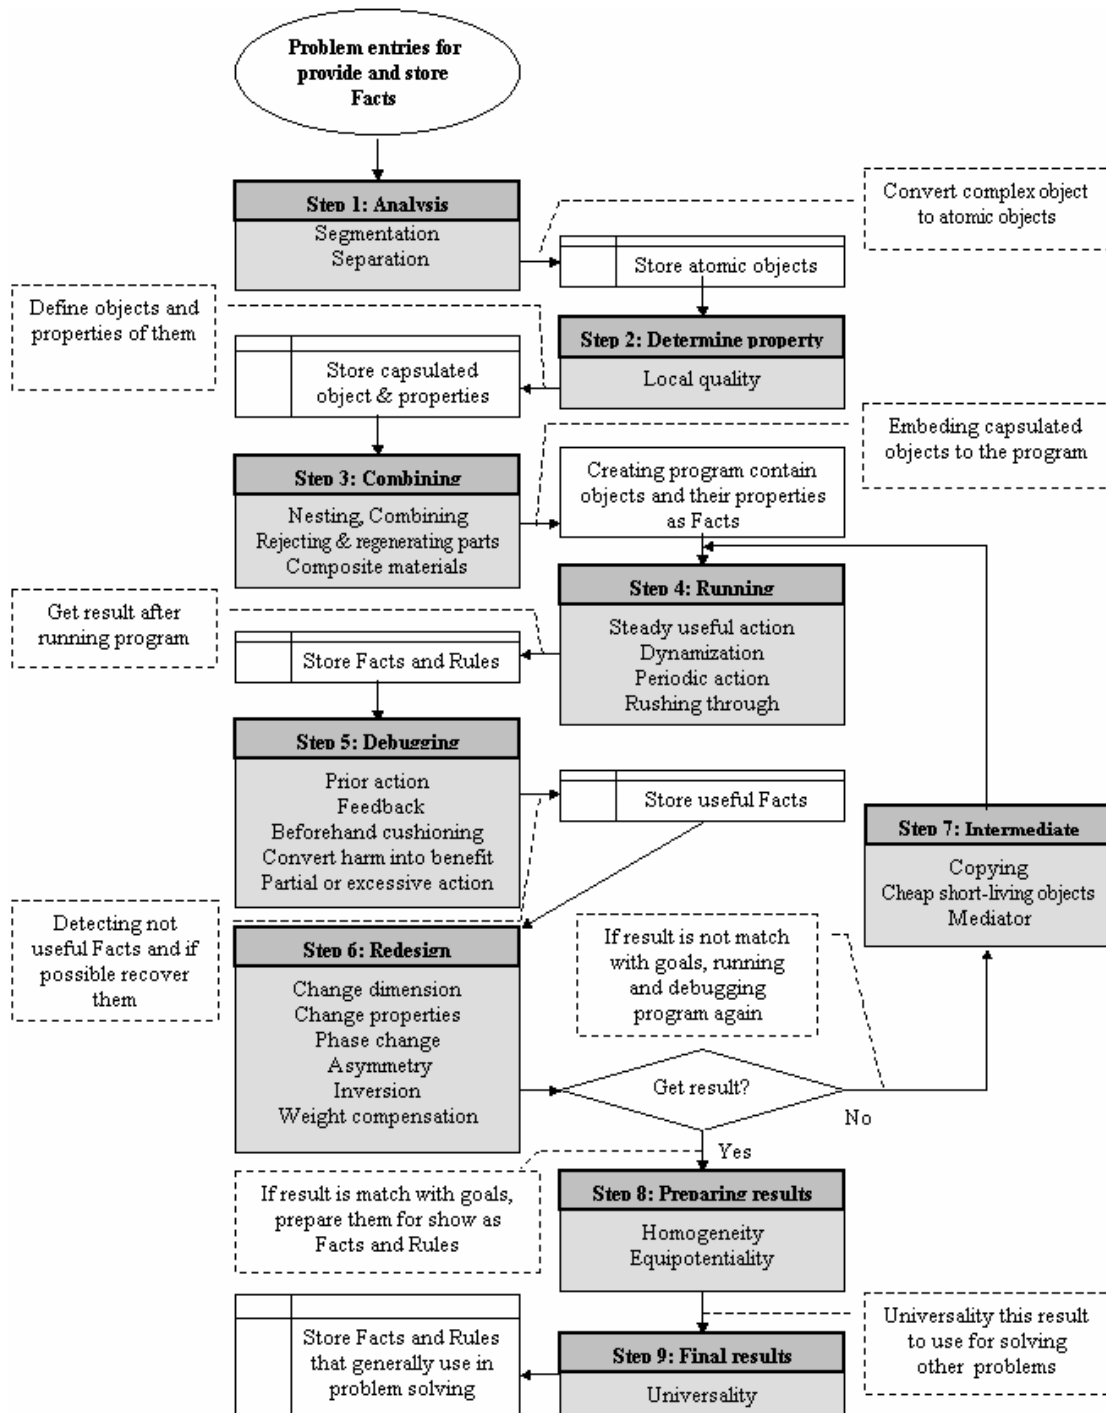 Problem entries for
provide and store
Facts
Step 1: Analysis
Segmentation
Separation
Convert complex object
to atomic objects
Store atomic objects
Define objects and
properties of them
Step 2: Determine property
Local quality
Store capsulated
object & properties
Embeding capsulated
objects to the program
Step 3: Combining
Nesting, Combining
Rejecting & regenerating parts
Composite materials
Creating program contain
objects and their properties
as Facts
Step 4: Running
Steady useful action
Dynamization
Periodic action
Rushing through
Get result after
running program
Store Facts and Rules
Step 5: Debugging
Prior action
Feedback
Beforehand cushioning
Convert harm into benefit
Partial or excessive action
Store useful Facts
Step 7: Intermediate
Copying
Cheap short-living objects
Mediator
Detecting not
useful Facts and if
possible recover
them
Step 6: Redesign
Change dimension
Change properties
Phase change
Asymmetry
Inversion
Weight compensation
If result is not match
with goals, running
and debugging
program again
Get result?
No
Yes
If result is match with goals,
prepare them for show as
Facts and Rules
Step 8: Preparing results
Homogeneity
Equipotentiality
Universality this result
to use for solving
other problems
Step 9: Final results
Universality
Store Facts and Rules
that generally use in
problem solving